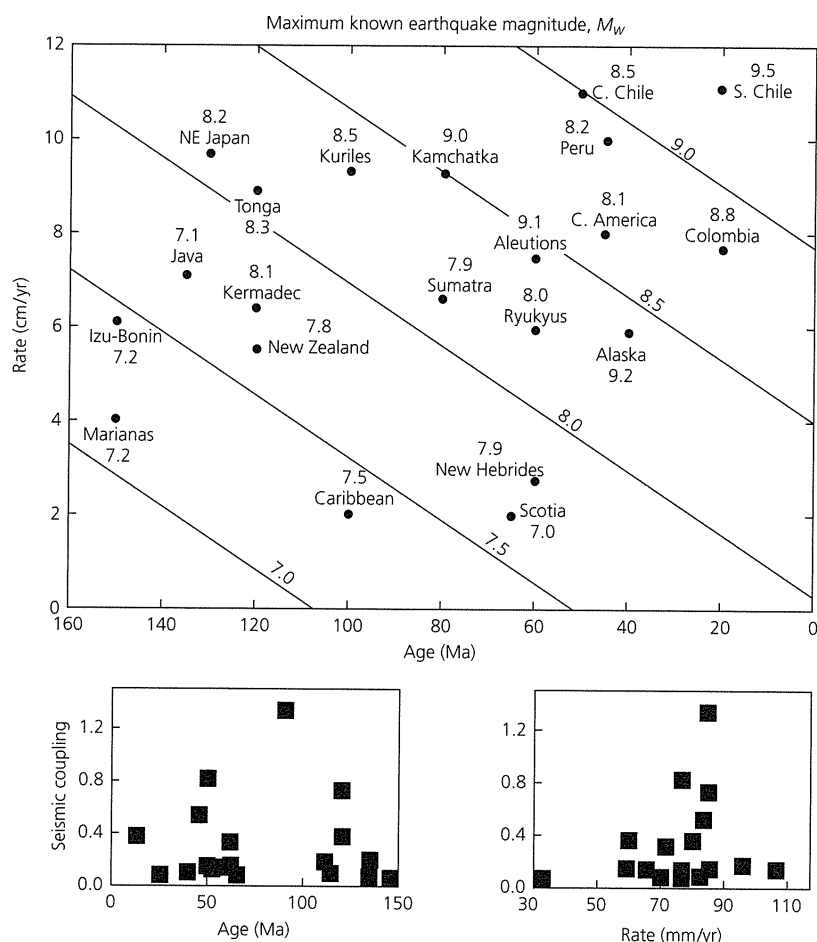 Maximum known earthquake magnitude, Mw
12
10
8
6
4
2
0
Rate (cm/yr)
8.5
C. Chile
9.5
S. Chile
8.2
NE Japan
8.5
Kuriles
9.0
Kamchatka
8.2
Peru
9.0
Tonga
8.3
8.1
C. America
8.8
Colombia
7.1
Java
9.1
Aleutions
8.1
Kermadec
7.9
Sumatra
8.0
Ryukyus
8.5
Izu-Bonin
7.2
7.8
New Zealand
Alaska
9.2
Marianas
7.2
8.0
7.9
New Hebrides
7.5
Caribbean
Scotia
7.0
7.5
7.0
160 140 120 100 80 60 40 20 0
Age (Ma)
Seismic coupling
1.2
0.8
0.4
0.0
0 50 100 150
Age (Ma)
1.2
0.8
0.4
0.0
30 50 70 90 110
Rate (mm/yr)